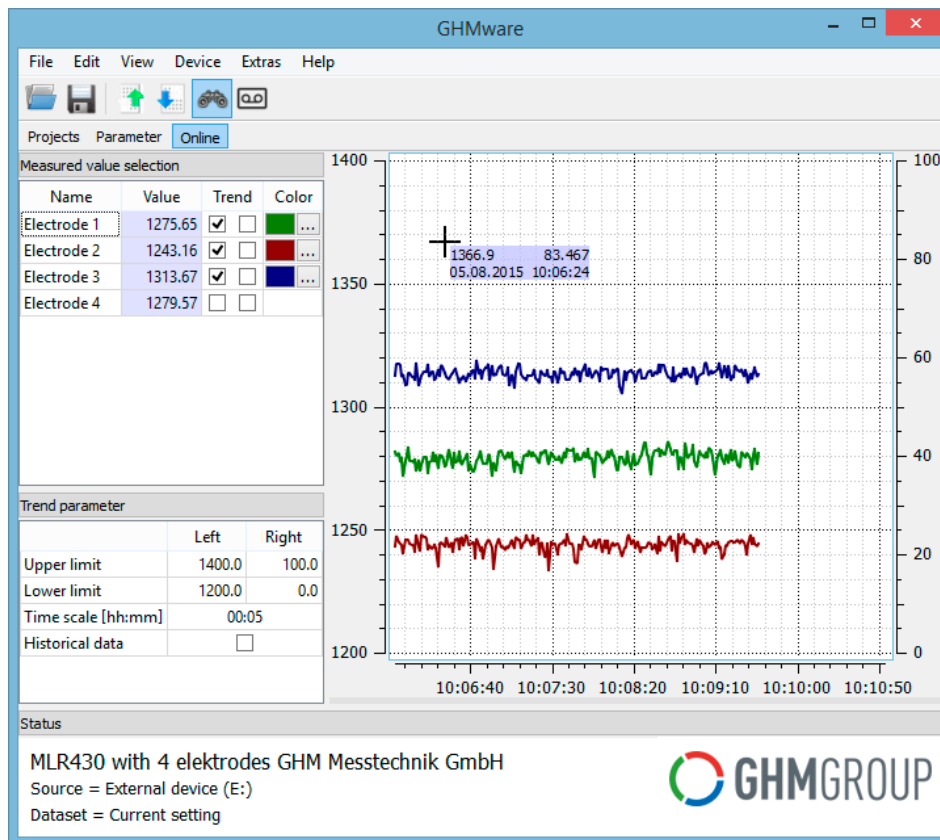 GHMware
File Edit View Device Extras Help
Projects Parameter Online
Measured value selection
Name Value Trend Color
Electrode 1 1275.65 ...
Electrode 2 1243.16 ...
Electrode 3 1313.67 ...
Electrode 4 1279.57
Trend parameter
Left Right
Upper limit 1400.0 100.0
Lower limit 1200.0 0.0
Time scale [hh:mm] 00:05
Historical data
1400
1350
1300
1250
1200
1366.9 83.467
05.08.2015 10:06:24
100
80
60
40
20
0
10:06:40 10:07:30 10:08:20 10:09:10 10:10:00 10:10:50
Status
MLR430 with 4 elektrodes GHM Messtechnik GmbH
Source = External device (E:)
Dataset = Current setting
GHMGROUP